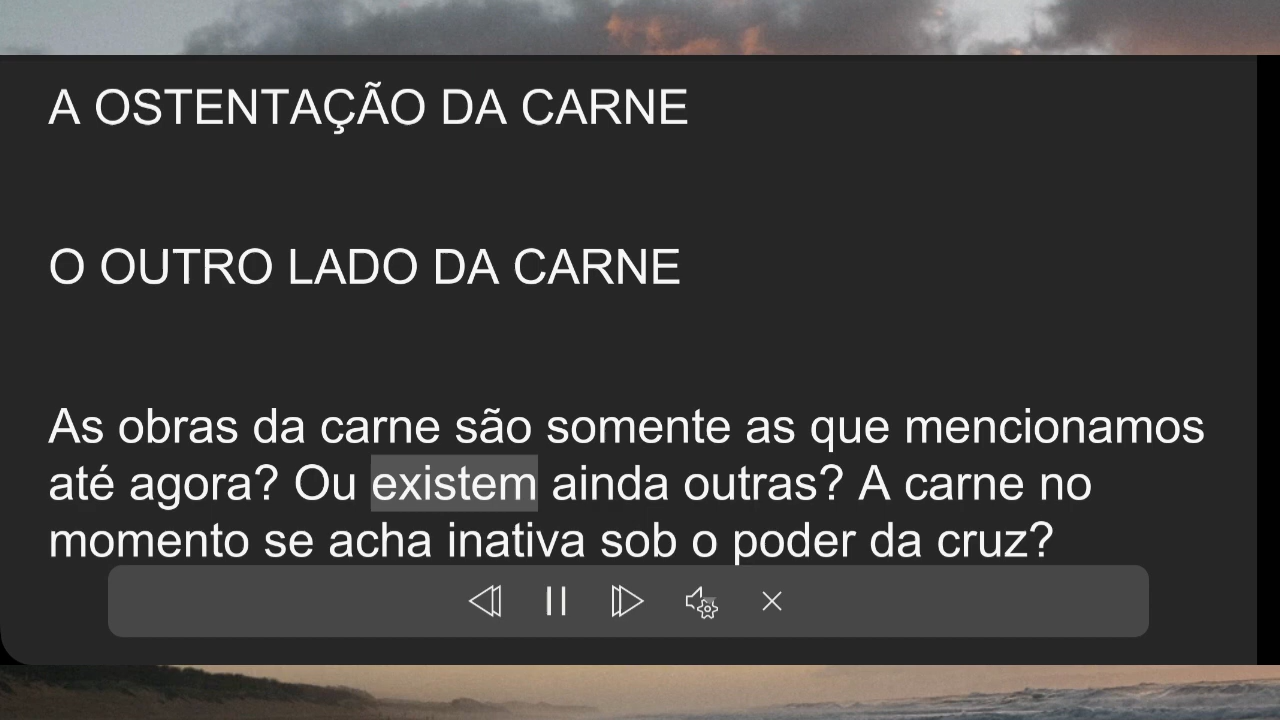 A OSTENTAÇÃO DA CARNE
O OUTRO LADO DA CARNE
As obras da carne são somente as que mencionamos
até agora? Ou existem ainda outras? A carne no
momento se acha inativa sob o poder da cruz?